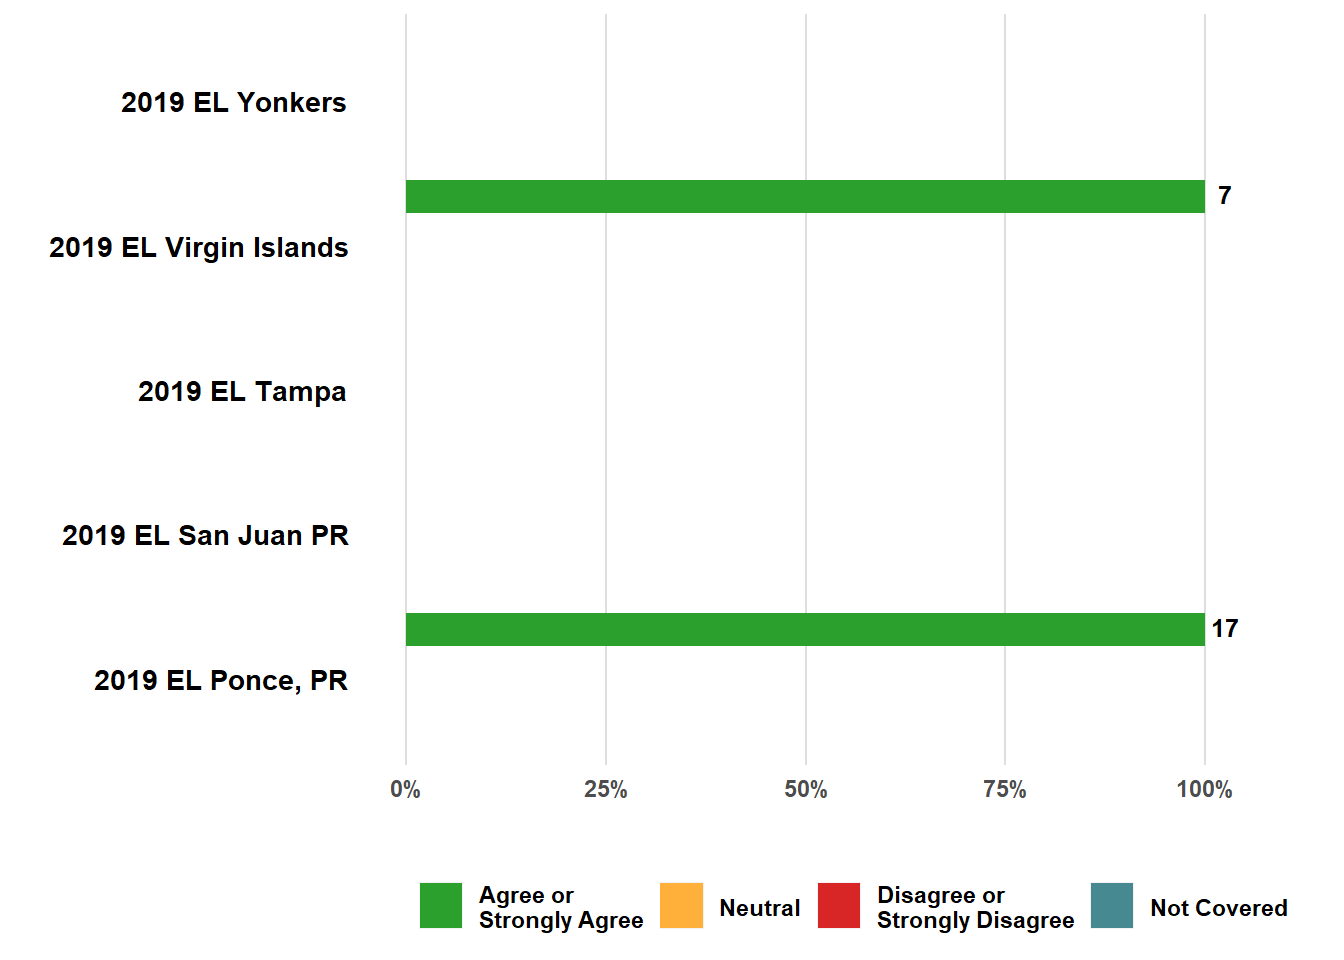 2019 EL Yonkers
7
2019 EL Virgin Islands
2019 EL Tampa
2019 EL San Juan PR
17
2019 EL Ponce, PR
0% 25% 50% 75% 100%
Agree or
Strongly Agree
Neutral
Disagree or
Strongly Disagree
Not Covered